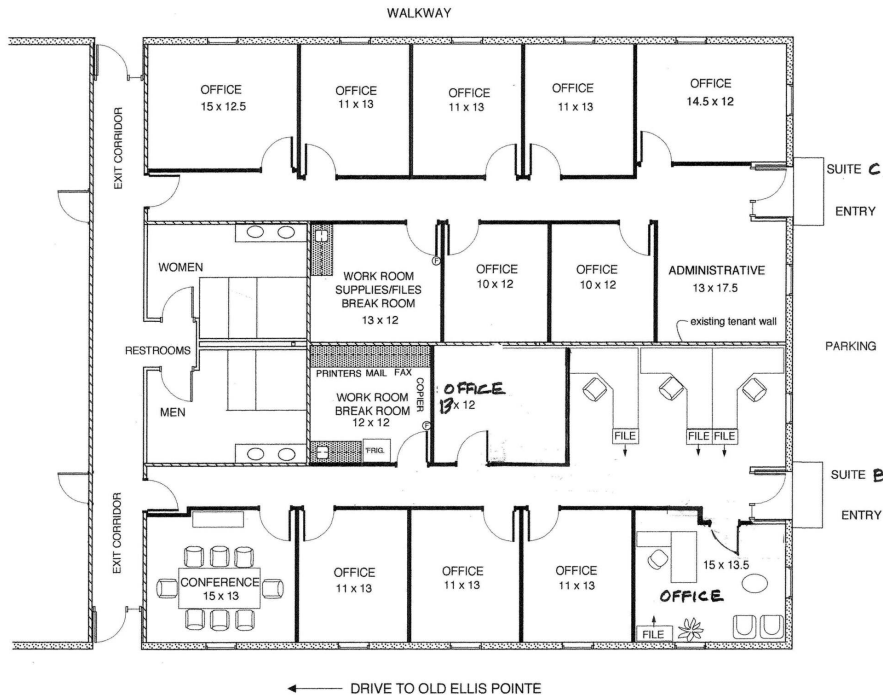 WALKWAY
OFFICE
15 x 12.5
OFFICE
11 x 13
OFFICE
11 x 13
OFFICE
11 x 13
OFFICE
14.5 x 12
EXIT CORRIDOR
SUITE C
ENTRY
WOMEN
WORK ROOM
SUPPLIES/FILES
BREAK ROOM
13 x 12
F
OFFICE
10 x 12
OFFICE
10 x 12
ADMINISTRATIVE
13 x 17.5
existing tenant wall
PARKING
RESTROOMS
MEN
PRINTERS MAIL FAX
COPIER
WORK ROOM
BREAK ROOM
12 x 12
F
'FRIG.
OFFICE
13 x 12
FILE
FILE
FILE
SUITE B
ENTRY
EXIT CORRIDOR
CONFERENCE
15 x 13
OFFICE
11 x 13
OFFICE
11 x 13
OFFICE
11 x 13
15 x 13.5
OFFICE
FILE
DRIVE TO OLD ELLIS POINTE